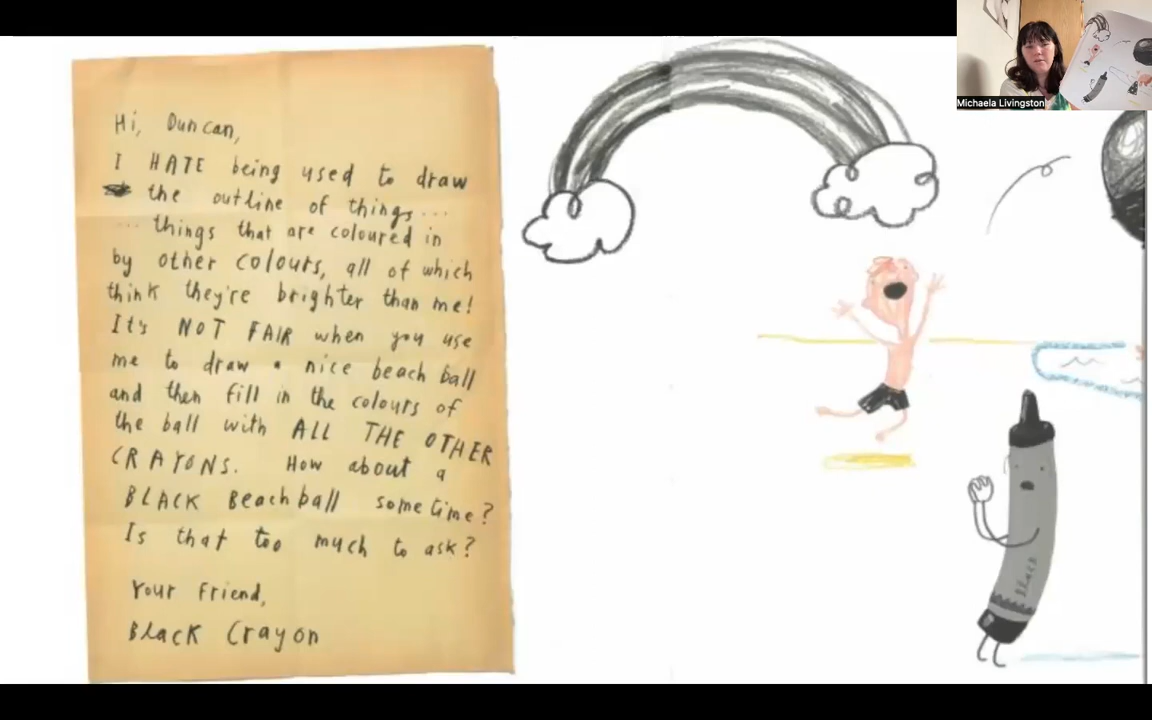 Hi, Duncan,
I HATE being used to draw
the outline of things...
...things that are coloured in
by other colours, all of which
think they're brighter than me!
It's NOT FAIR when you use
me to draw a nice beach ball
and then fill in the colours of
the ball with ALL THE OTHER
CRAYONS. How about a
BLACK Beach ball sometime?
Is that too much to ask?
Your friend,
Black Crayon
Black
Michaela Livingston